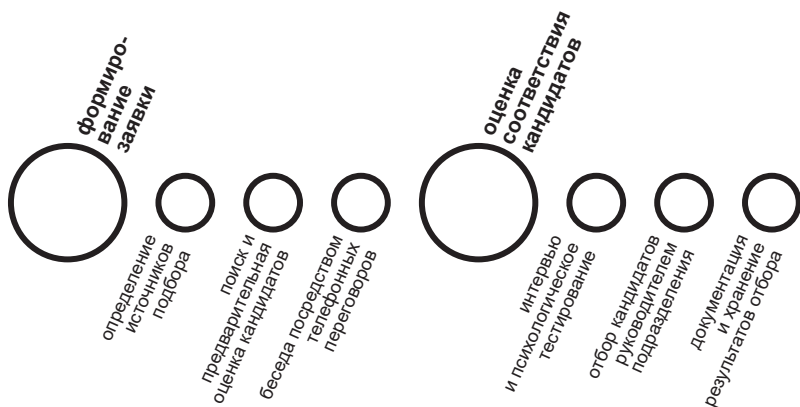 формиро-
вание
заявки
определение
источников
подбора
поиск и
предварительная
оценка кандидатов
беседа посредством
телефонных
переговоров
оценка
соответствия
кандидатов
интервью
и психологическое
тестирование
отбор кандидатов
руководителем
подразделения
документация
и хранение
результатов отбора